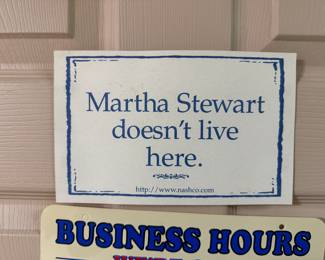 Martha Stewart
doesn't live
here.
http://www.nashco.com
BUSINESS HOURS